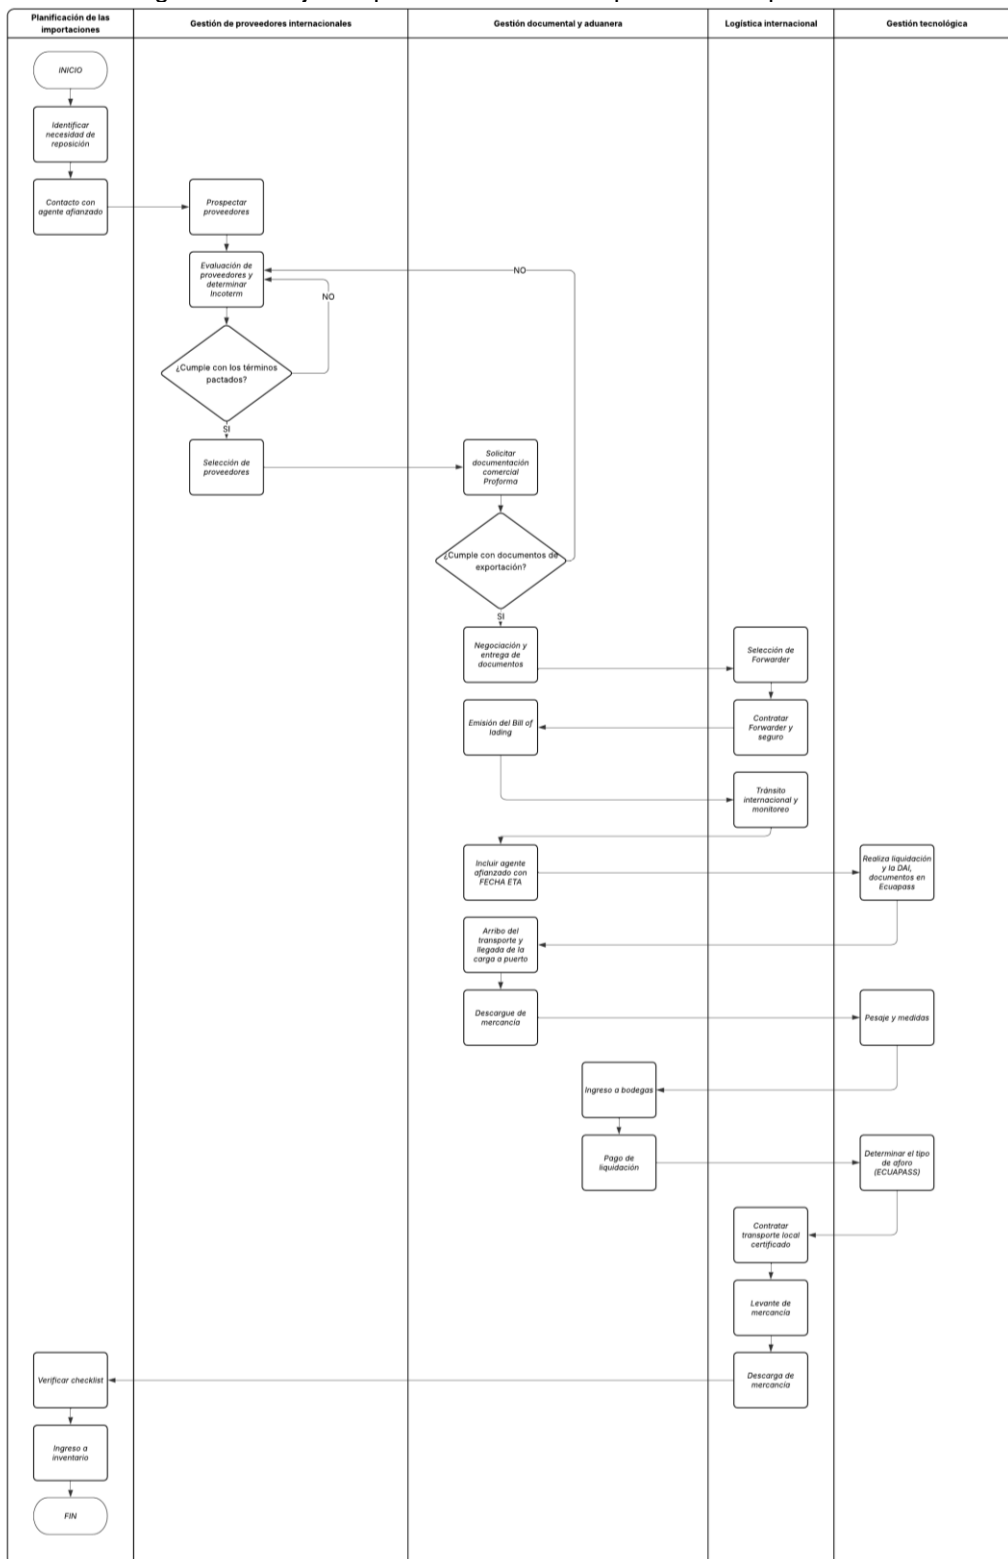 Planificación de las
importaciones
Gestión de proveedores internacionales
Gestión documental y aduanera
Logística internacional
Gestión tecnológica
INICIO
Identificar
necesidad de
reposición
Contacto con
agente afianzado
Prospectar
proveedores
Evaluación de
proveedores y
determinar
Incoterm
NO
NO
¿Cumple con los términos
pactados?
SI
Selección de
proveedores
Solicitar
documentación
comercial
Proforma
¿Cumple con documentos de
exportación?
SI
Negociación y
entrega de
documentos
Selección de
Forwarder
Emisión del Bill of
lading
Contratar
Forwarder y
seguro
Tránsito
internacional y
monitoreo
Incluir agente
afianzado con
FECHA ETA
Realiza liquidación
y la DAI,
documentos en
Ecuapass
Arribo del
transporte y
llegada de la
carga a puerto
Descargue de
mercancía
Pesaje y medidas
Ingreso a bodegas
Pago de
liquidación
Determinar el tipo
de aforo
(ECUAPASS)
Contratar
transporte local
certificado
Levante de
mercancía
Verificar checklist
Descarga de
mercancía
Ingreso a
inventario
FIN